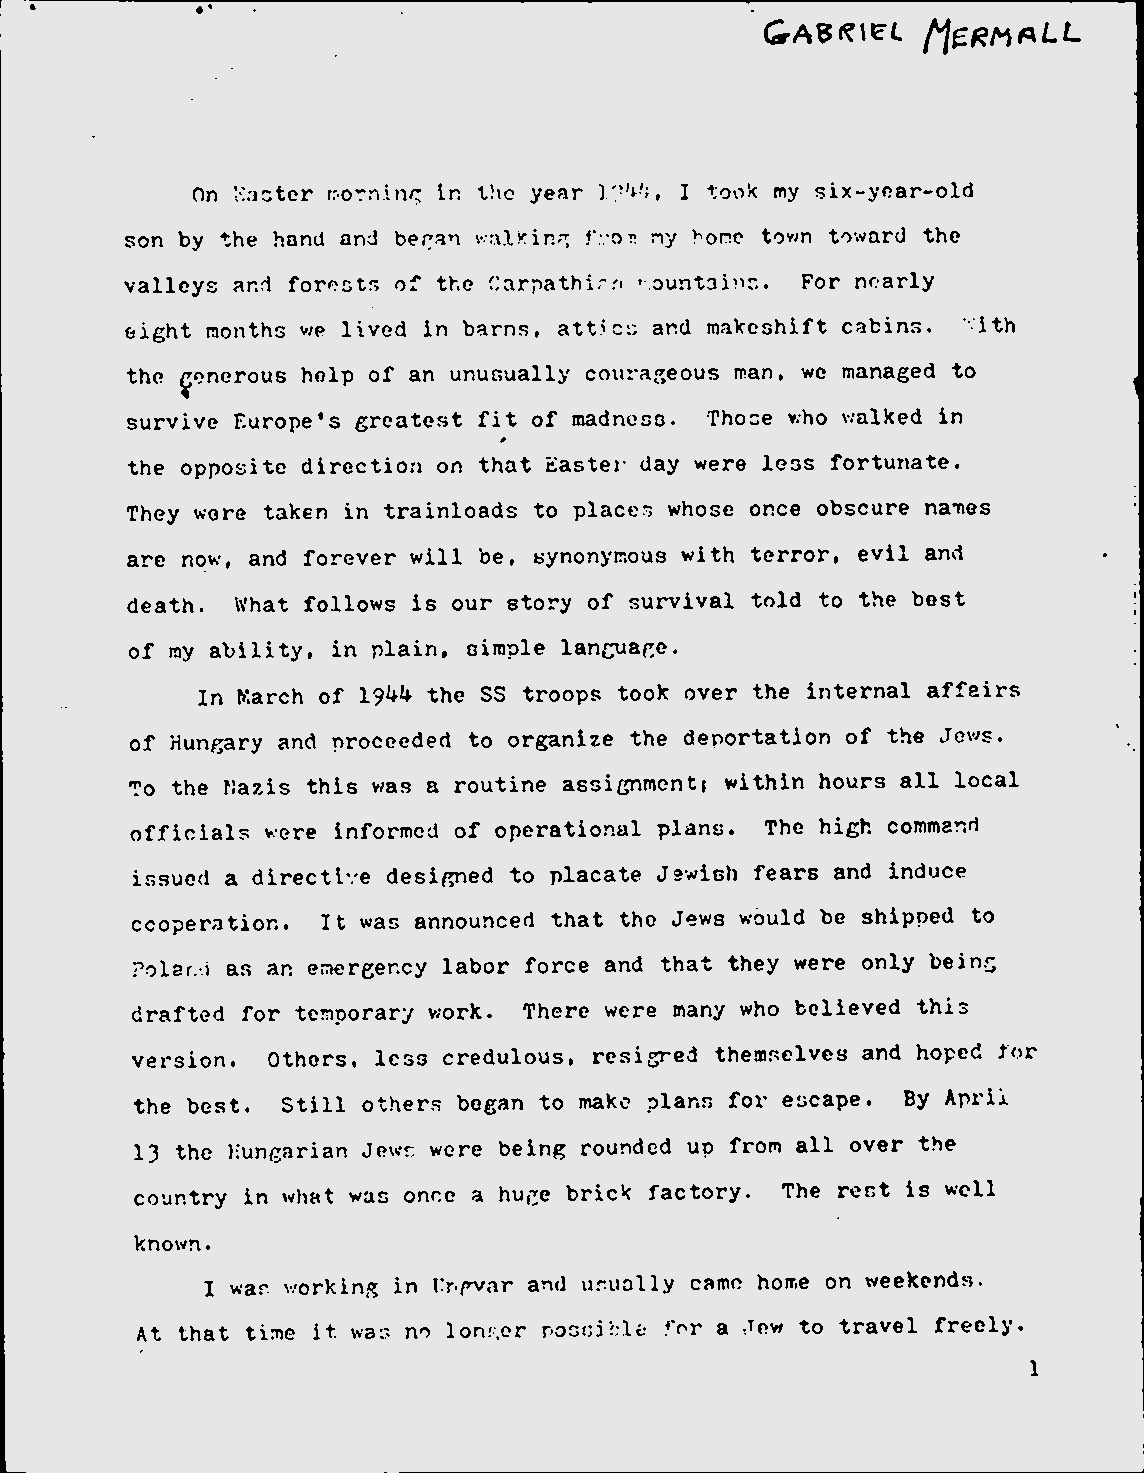 GABRIEL MERMALL
On Easter morning in the year 1944, I took my six-year-old
son by the hand and began walking from my home town toward the
valleys and forests of the Carpathian mountains. For nearly
eight months we lived in barns, attics and makeshift cabins. With
the generous help of an unusually courageous man, we managed to
survive Europe's greatest fit of madness. Those who walked in
the opposite direction on that Easter day were less fortunate.
They were taken in trainloads to places whose once obscure names
are now, and forever will be, synonymous with terror, evil and
death. What follows is our story of survival told to the best
of my ability, in plain, simple language.
In March of 1944 the SS troops took over the internal affairs
of Hungary and proceeded to organize the deportation of the Jews.
To the Nazis this was a routine assignment; within hours all local
officials were informed of operational plans. The high command
issued a directive designed to placate Jewish fears and induce
cooperation. It was announced that the Jews would be shipped to
Poland as an emergency labor force and that they were only being
drafted for temporary work. There were many who believed this
version. Others, less credulous, resigned themselves and hoped for
the best. Still others began to make plans for escape. By April
13 the Hungarian Jews were being rounded up from all over the
country in what was once a huge brick factory. The rest is well
known.
I was working in Ungvar and usually came home on weekends.
At that time it was no longer possible for a Jew to travel freely.
1